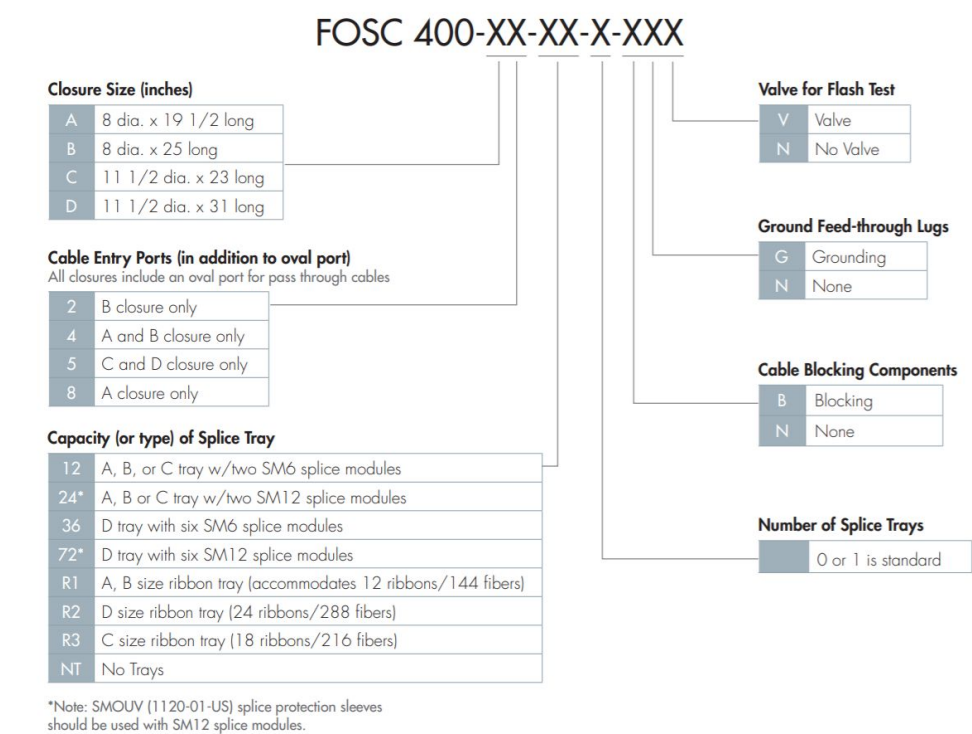 FOSC 400-XX-XX-X-XXX
Closure Size (inches)
A 8 dia. x 19 1/2 long
B 8 dia. x 25 long
C 11 1/2 dia. x 23 long
D 11 1/2 dia. x 31 long
Cable Entry Ports (in addition to oval port)
All closures include an oval port for pass through cables
2 B closure only
4 A and B closure only
5 C and D closure only
8 A closure only
Capacity (or type) of Splice Tray
12 A, B, or C tray w/two SM6 splice modules
24* A, B or C tray w/two SM12 splice modules
36 D tray with six SM6 splice modules
72* D tray with six SM12 splice modules
R1 A, B size ribbon tray (accommodates 12 ribbons/144 fibers)
R2 D size ribbon tray (24 ribbons/288 fibers)
R3 C size ribbon tray (18 ribbons/216 fibers)
NT No Trays
*Note: SMOUV (1120-01-US) splice protection sleeves
should be used with SM12 splice modules.
Valve for Flash Test
V Valve
N No Valve
Ground Feed-through Lugs
G Grounding
N None
Cable Blocking Components
B Blocking
N None
Number of Splice Trays
0 or 1 is standard